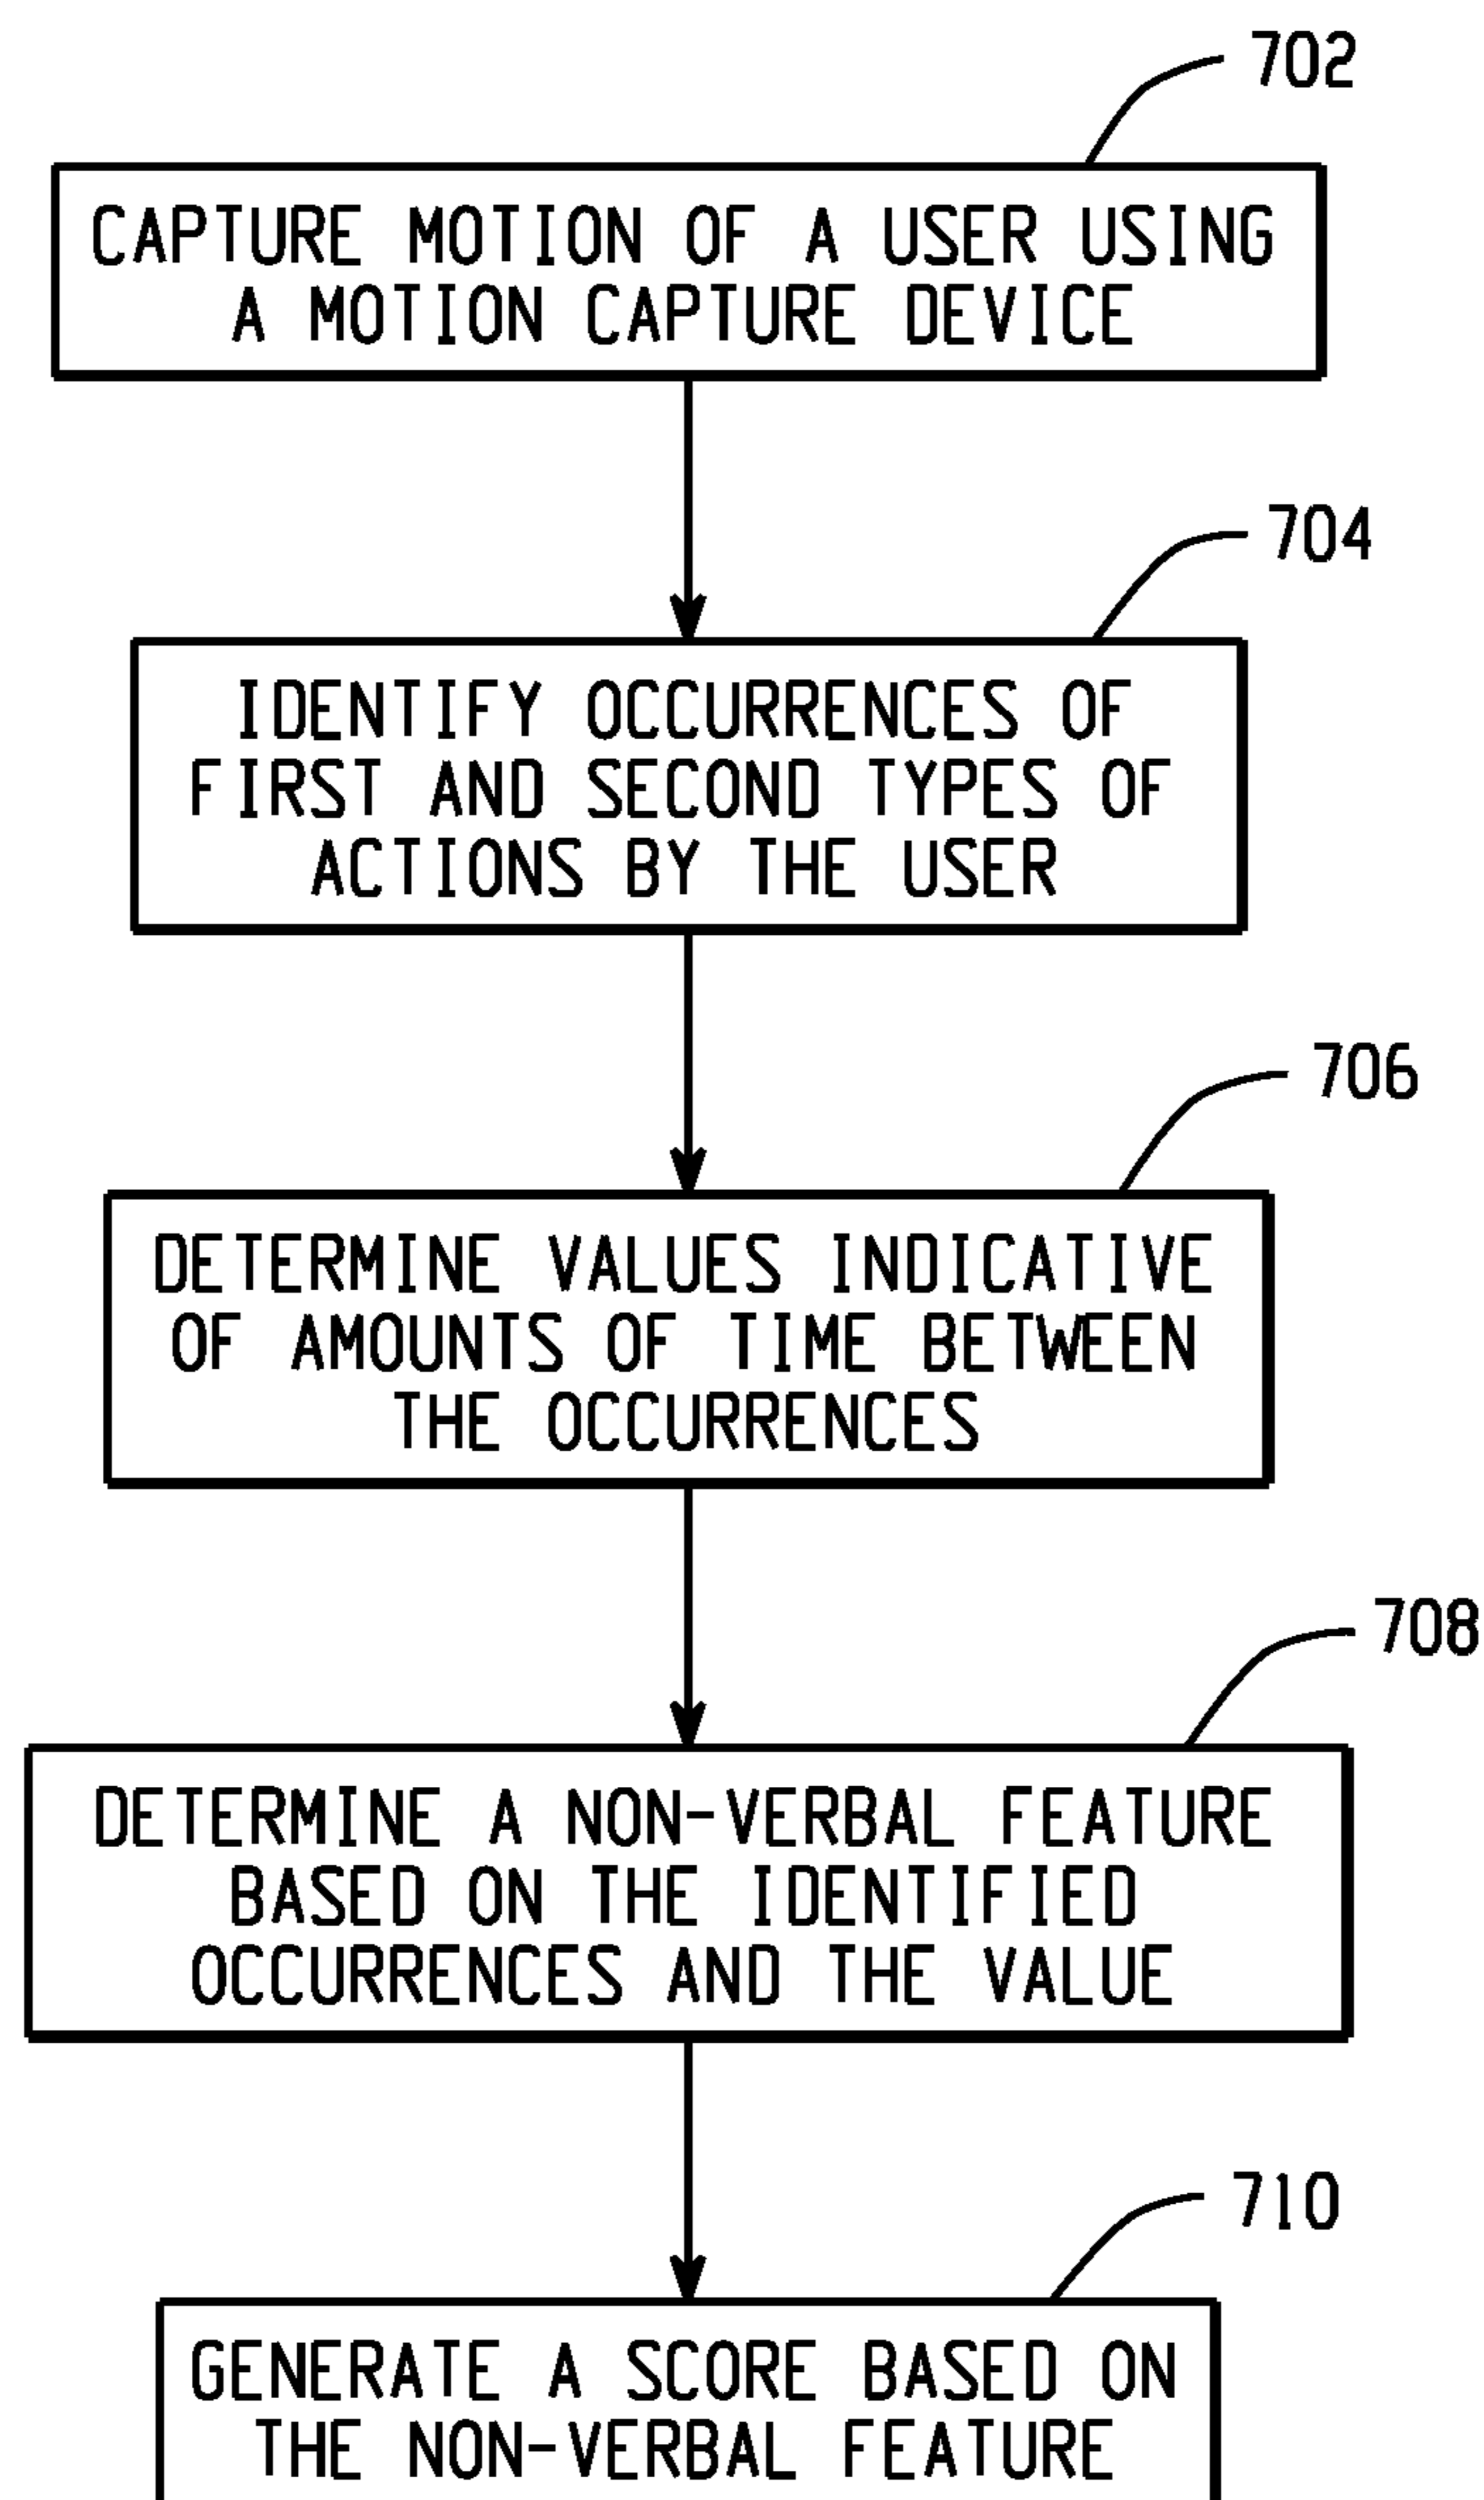 702
CAPTURE MOTION OF A USER USING
A MOTION CAPTURE DEVICE
704
IDENTIFY OCCURRENCES OF
FIRST AND SECOND TYPES OF
ACTIONS BY THE USER
706
DETERMINE VALUES INDICATIVE
OF AMOUNTS OF TIME BETWEEN
THE OCCURRENCES
708
DETERMINE A NON-VERBAL FEATURE
BASED ON THE IDENTIFIED
OCCURRENCES AND THE VALUE
710
GENERATE A SCORE BASED ON
THE NON-VERBAL FEATURE